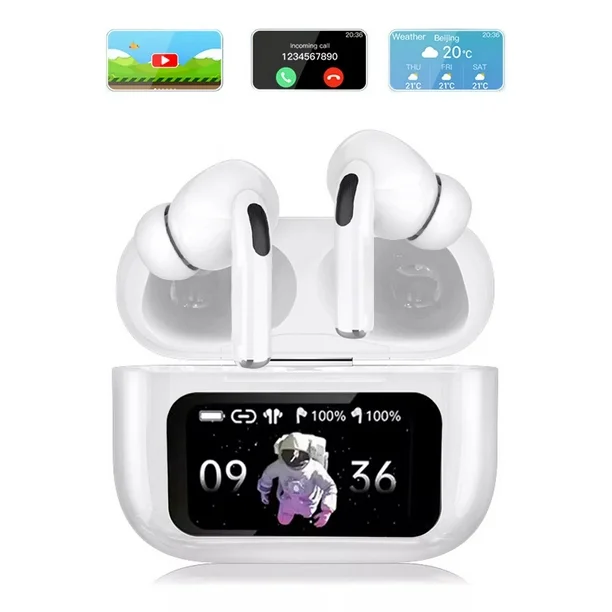 20:36
Incoming call
1234567890
Weather
Beijing
20:36
20°C
THU FRI SAT
21°C 21°C 21°C
100% 100%
09 36